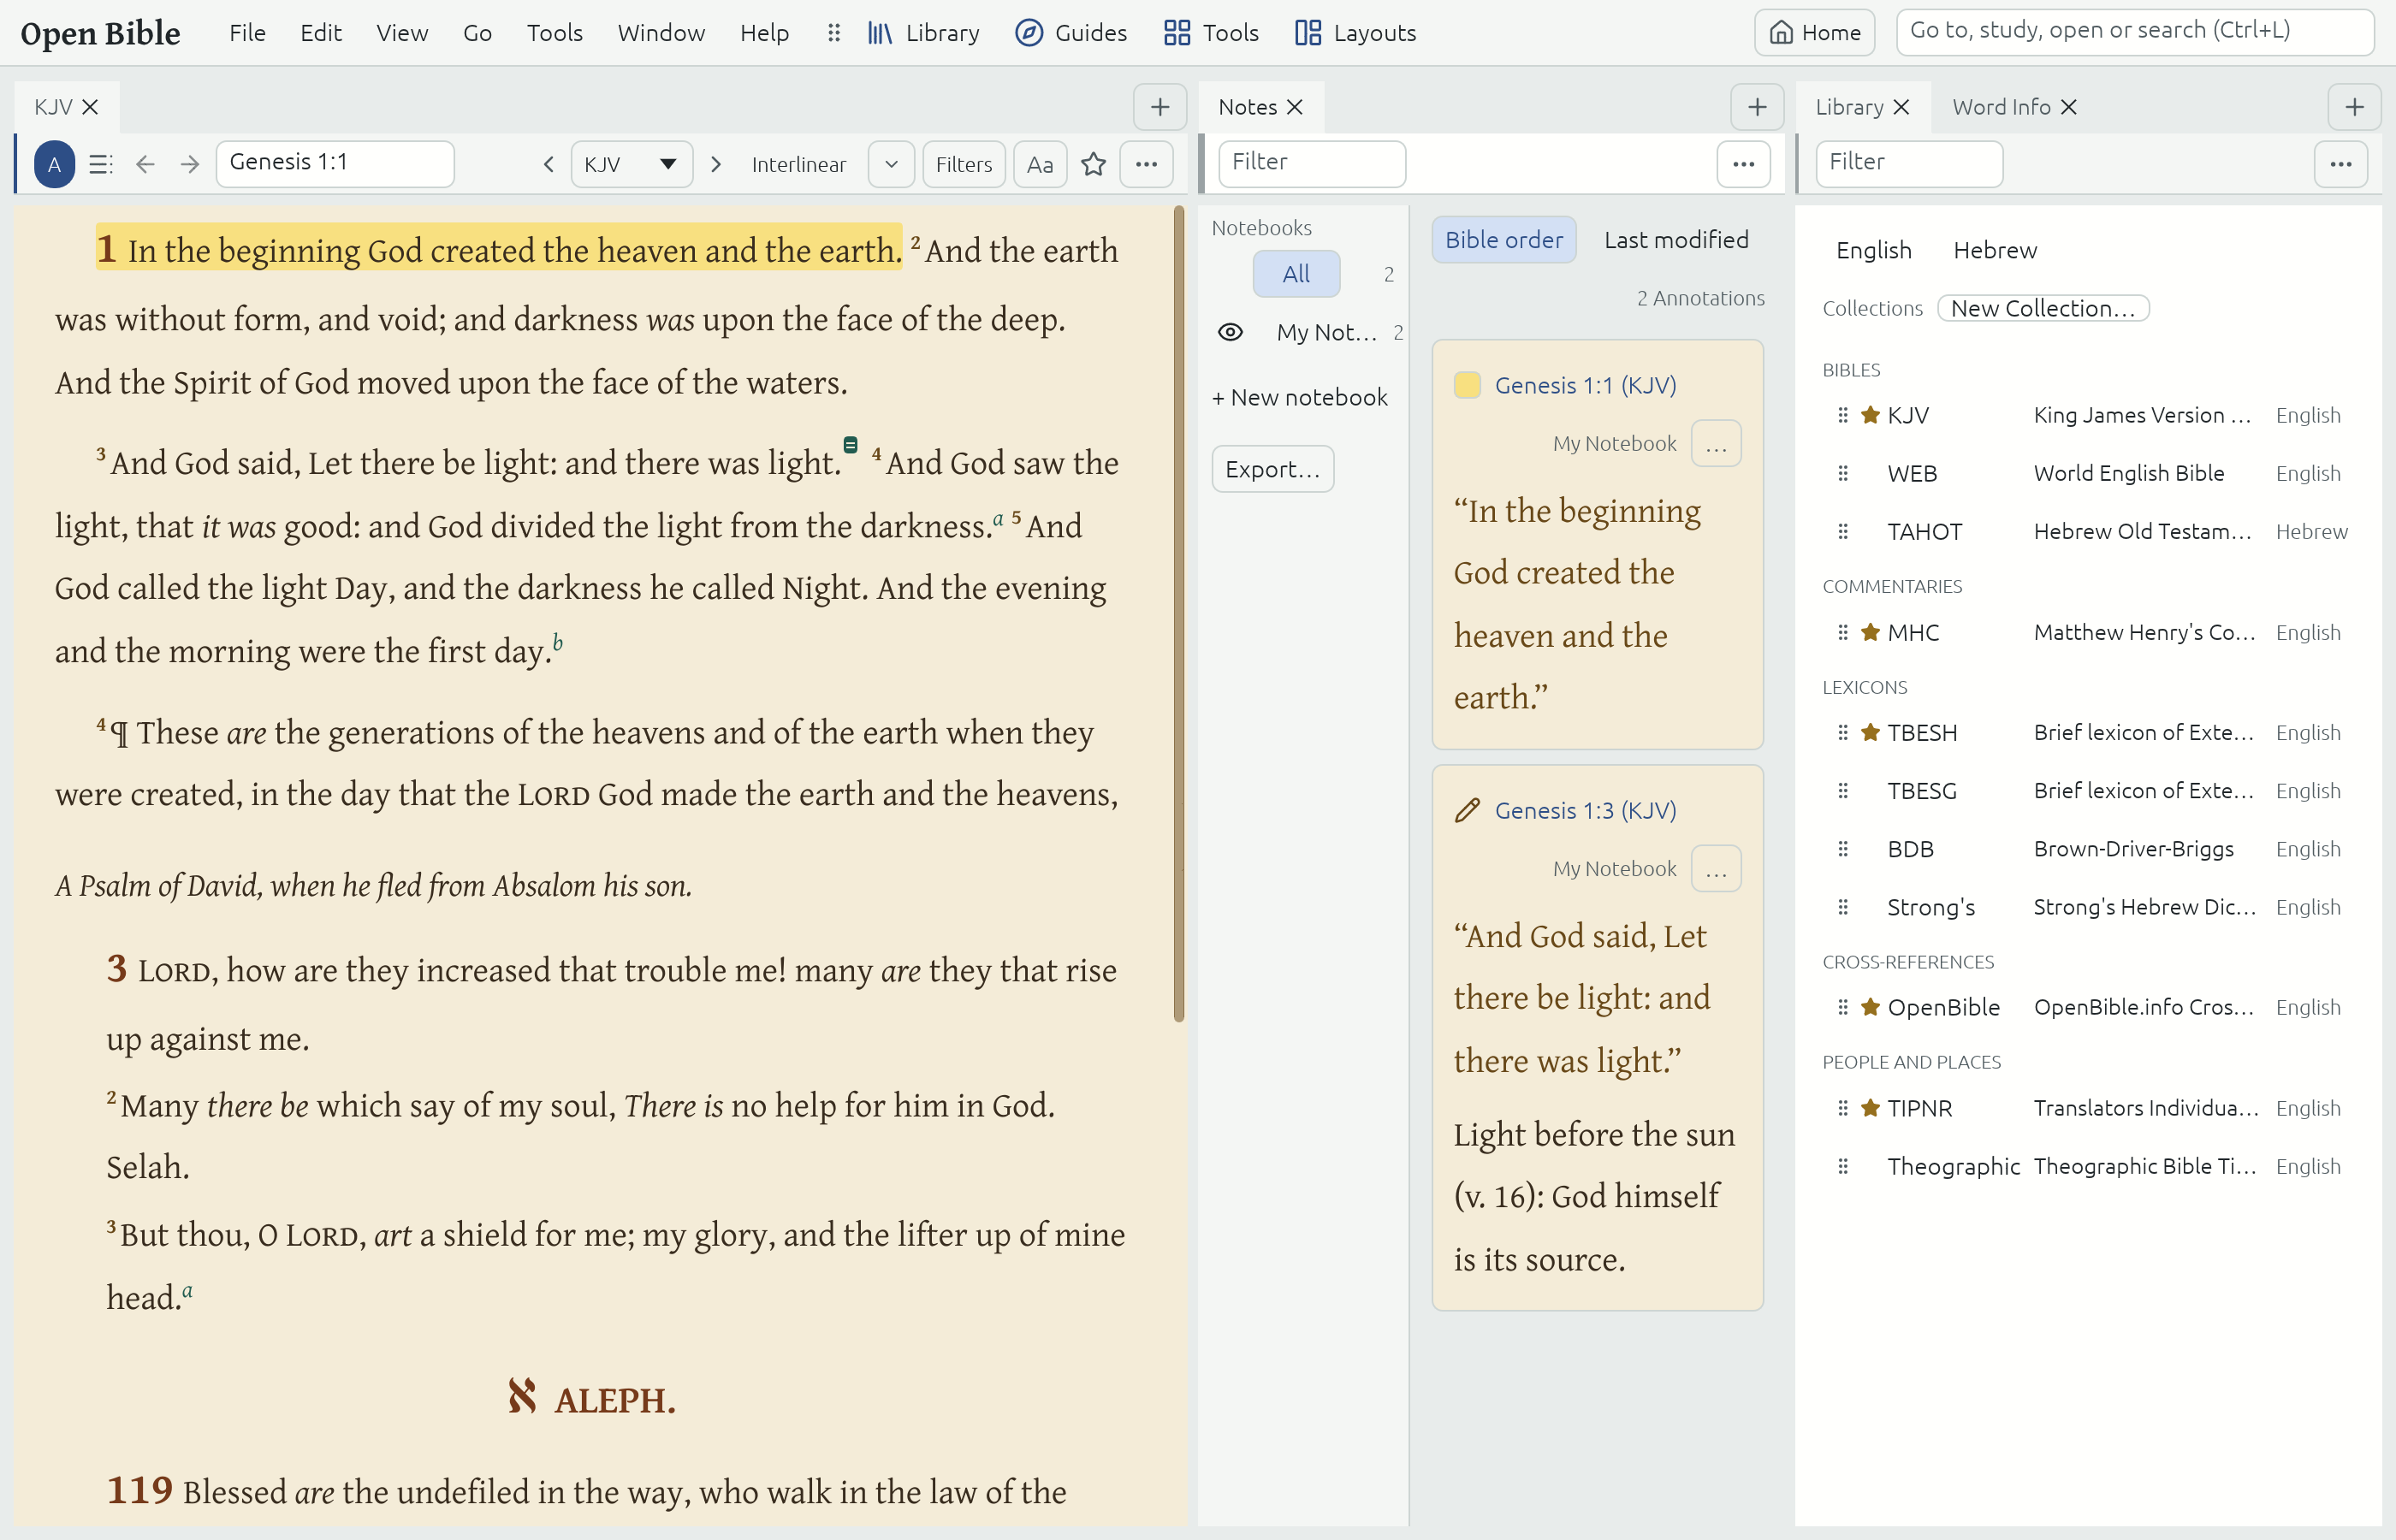 Open Bible File Edit View Go Tools Window Help Library Guides Tools Layouts Home Go to, study, open or search (Ctrl+L)
KJV
A Genesis 1:1 KJV Interlinear Filters Aa
1 In the beginning God created the heaven and the earth. 2 And the earth
was without form, and void; and darkness was upon the face of the deep.
And the Spirit of God moved upon the face of the waters.
3 And God said, Let there be light: and there was light. 4 And God saw the
light, that it was good: and God divided the light from the darkness.a 5 And
God called the light Day, and the darkness he called Night. And the evening
and the morning were the first day.b
4 ¶ These are the generations of the heavens and of the earth when they
were created, in the day that the LORD God made the earth and the heavens,
A Psalm of David, when he fled from Absalom his son.
3 LORD, how are they increased that trouble me! many are they that rise
up against me.
2 Many there be which say of my soul, There is no help for him in God.
Selah.
3 But thou, O LORD, art a shield for me; my glory, and the lifter up of mine
head.a
א ALEPH.
119 Blessed are the undefiled in the way, who walk in the law of the
Notes
Filter
Notebooks
All 2
My Not... 2
+ New notebook
Export...
Bible order Last modified
2 Annotations
Genesis 1:1 (KJV)
My Notebook ...
“In the beginning
God created the
heaven and the
earth.”
Genesis 1:3 (KJV)
My Notebook ...
“And God said, Let
there be light: and
there was light.”
Light before the sun
(v. 16): God himself
is its source.
Library Word Info
Filter
English Hebrew
Collections New Collection...
BIBLES
KJV King James Version ... English
WEB World English Bible English
TAHOT Hebrew Old Testam... Hebrew
COMMENTARIES
MHC Matthew Henry's Co... English
LEXICONS
TBESH Brief lexicon of Exte... English
TBESG Brief lexicon of Exte... English
BDB Brown-Driver-Briggs English
Strong's Strong's Hebrew Dic... English
CROSS-REFERENCES
OpenBible OpenBible.info Cros... English
PEOPLE AND PLACES
TIPNR Translators Individua... English
Theographic Theographic Bible Ti... English